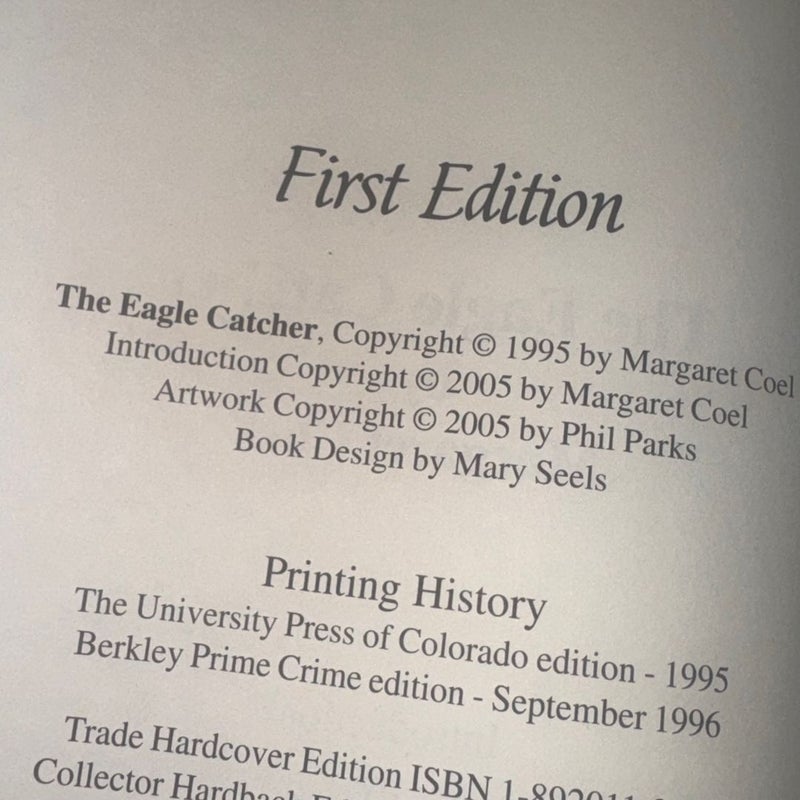 First Edition
The Eagle Catcher, Copyright © 1995 by Margaret Coel
Introduction Copyright © 2005 by Margaret Coel
Artwork Copyright © 2005 by Phil Parks
Book Design by Mary Seels
Printing History
The University Press of Colorado edition - 1995
Berkley Prime Crime edition - September 1996
Trade Hardcover Edition ISBN
Collector Hardback